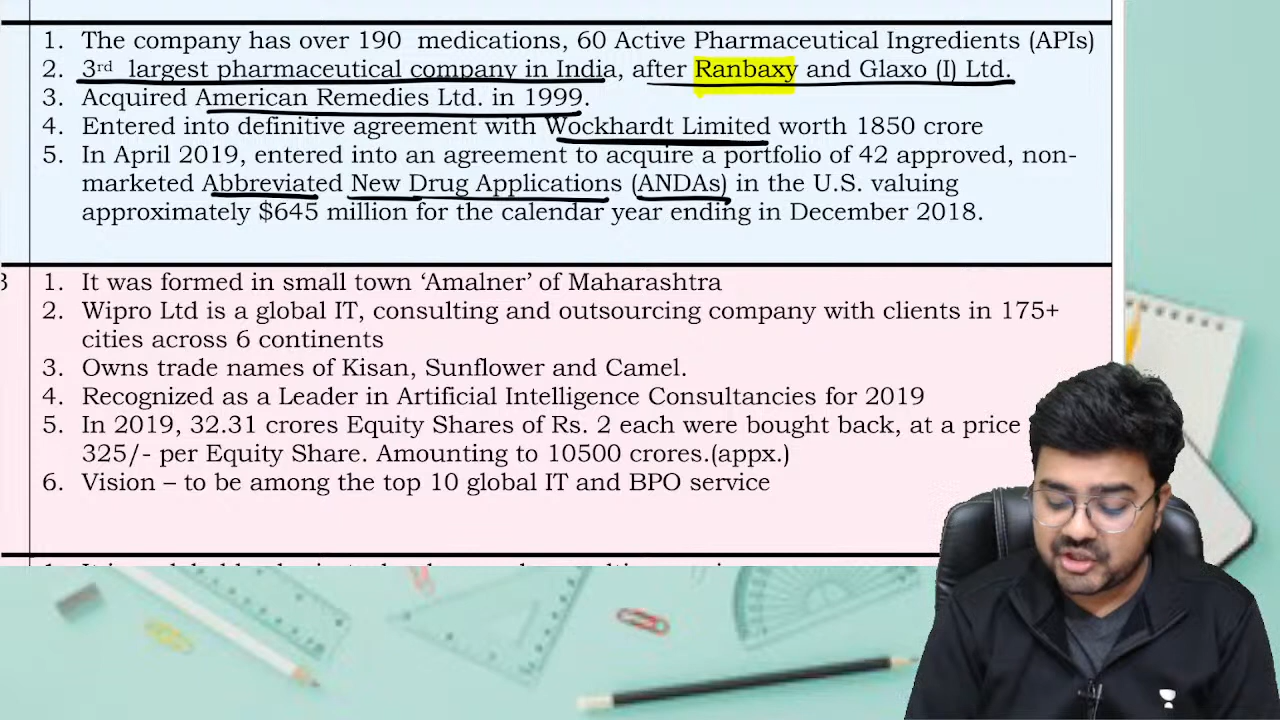 1. The company has over 190 medications, 60 Active Pharmaceutical Ingredients (APIs)
2. 3rd largest pharmaceutical company in India, after Ranbaxy and Glaxo (I) Ltd.
3. Acquired American Remedies Ltd. in 1999.
4. Entered into definitive agreement with Wockhardt Limited worth 1850 crore
5. In April 2019, entered into an agreement to acquire a portfolio of 42 approved, non-
marketed Abbreviated New Drug Applications (ANDAs) in the U.S. valuing
approximately $645 million for the calendar year ending in December 2018.
3 1. It was formed in small town ‘Amalner’ of Maharashtra
2. Wipro Ltd is a global IT, consulting and outsourcing company with clients in 175+
cities across 6 continents
3. Owns trade names of Kisan, Sunflower and Camel.
4. Recognized as a Leader in Artificial Intelligence Consultancies for 2019
5. In 2019, 32.31 crores Equity Shares of Rs. 2 each were bought back, at a price
325/- per Equity Share. Amounting to 10500 crores.(appx.)
6. Vision – to be among the top 10 global IT and BPO service